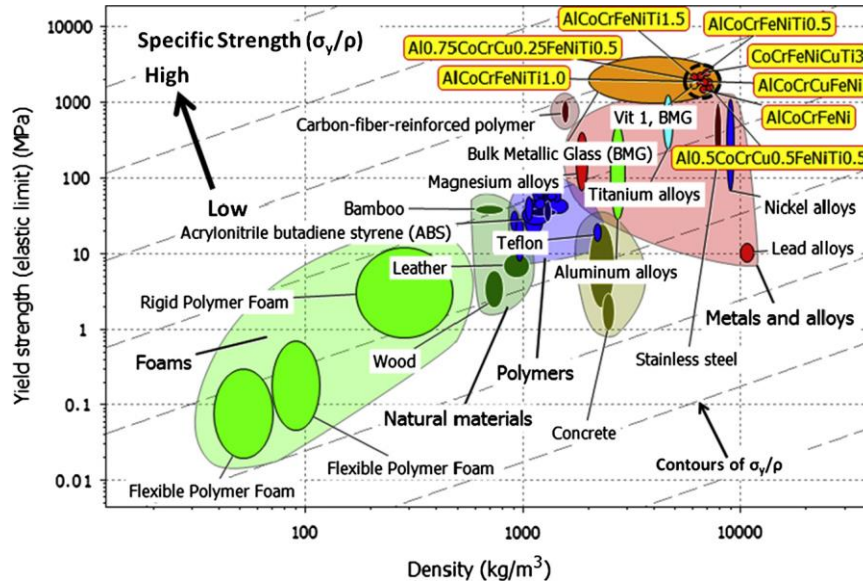 Specific Strength (σy/ρ)
High
Low
AlCoCrFeNiTi1.5
AlCoCrFeNiTi0.5
Al0.75CoCrCu0.25FeNiTi0.5
CoCrFeNiCuTi3
AlCoCrFeNiTi1.0
AlCoCrCuFeNi
AlCoCrFeNi
Al0.5CoCrCu0.5FeNiTi0.5
Carbon-fiber-reinforced polymer
Vit 1, BMG
Bulk Metallic Glass (BMG)
Magnesium alloys
Titanium alloys
Bamboo
Nickel alloys
Acrylonitrile butadiene styrene (ABS)
Teflon
Lead alloys
Leather
Aluminum alloys
Rigid Polymer Foam
Metals and alloys
Foams
Wood
Stainless steel
Polymers
Natural materials
Concrete
Flexible Polymer Foam
Flexible Polymer Foam
Contours of σy/ρ
Yield strength (elastic limit) (MPa)
10000
1000
100
10
1
0.1
0.01
100
1000
10000
Density (kg/m³)